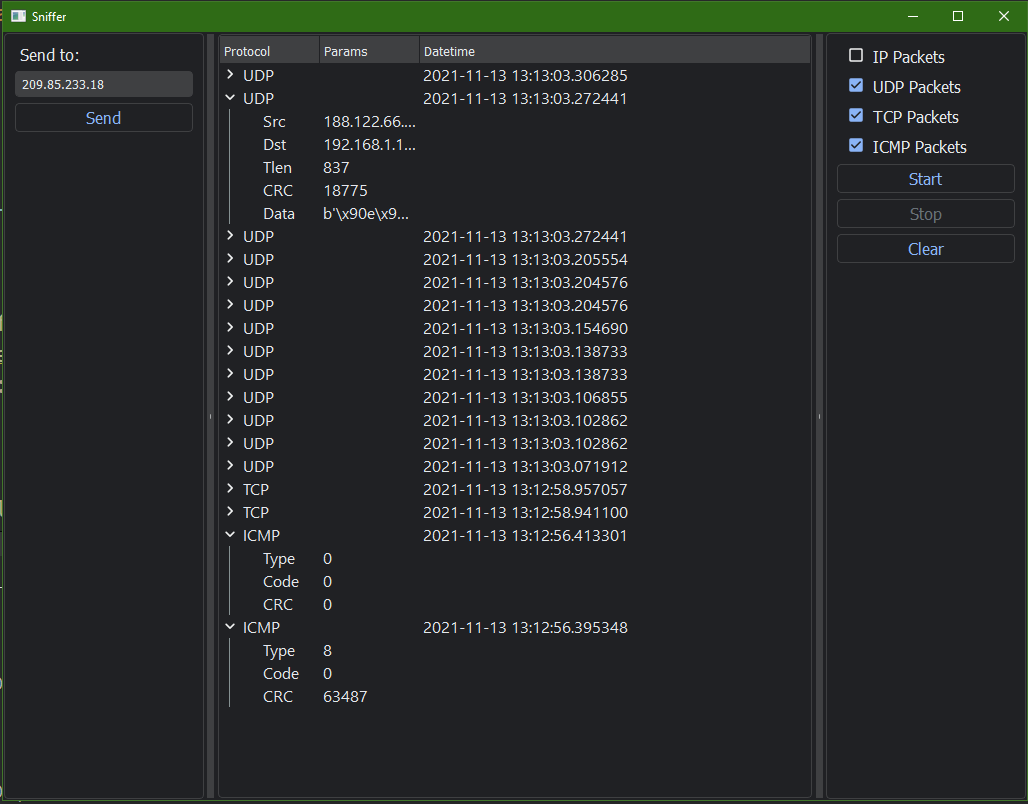 Sniffer
Send to:
209.85.233.18
Send
Protocol Params Datetime
UDP 2021-11-13 13:13:03.306285
UDP 2021-11-13 13:13:03.272441
Src 188.122.66....
Dst 192.168.1.1...
Tlen 837
CRC 18775
Data b'\x90e\x9...
UDP 2021-11-13 13:13:03.272441
UDP 2021-11-13 13:13:03.205554
UDP 2021-11-13 13:13:03.204576
UDP 2021-11-13 13:13:03.204576
UDP 2021-11-13 13:13:03.154690
UDP 2021-11-13 13:13:03.138733
UDP 2021-11-13 13:13:03.138733
UDP 2021-11-13 13:13:03.106855
UDP 2021-11-13 13:13:03.102862
UDP 2021-11-13 13:13:03.102862
UDP 2021-11-13 13:13:03.071912
TCP 2021-11-13 13:12:58.957057
TCP 2021-11-13 13:12:58.941100
ICMP 2021-11-13 13:12:56.413301
Type 0
Code 0
CRC 0
ICMP 2021-11-13 13:12:56.395348
Type 8
Code 0
CRC 63487
IP Packets
UDP Packets
TCP Packets
ICMP Packets
Start
Stop
Clear